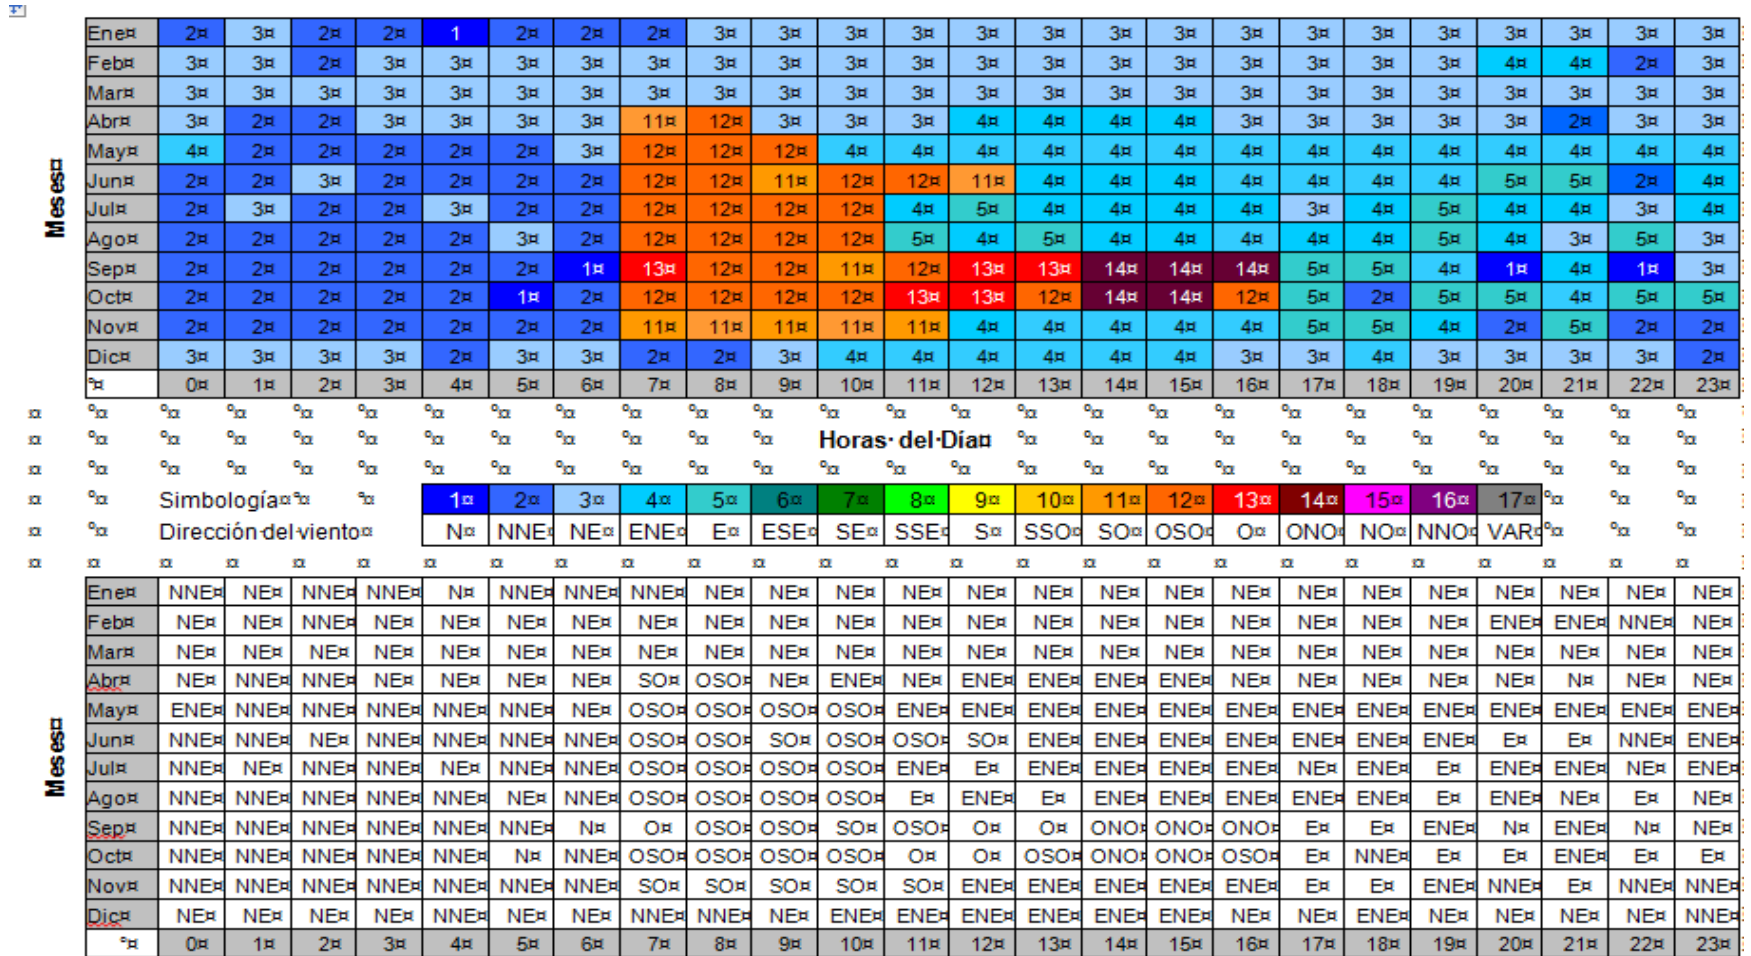 Ene¤ 2¤ 3¤ 2¤ 2¤ 1 2¤ 2¤ 2¤ 3¤ 3¤ 3¤ 3¤ 3¤ 3¤ 3¤ 3¤ 3¤ 3¤ 3¤ 3¤ 3¤ 3¤ 3¤ 3¤
Feb¤ 3¤ 3¤ 2¤ 3¤ 3¤ 3¤ 3¤ 3¤ 3¤ 3¤ 3¤ 3¤ 3¤ 3¤ 3¤ 3¤ 3¤ 3¤ 3¤ 3¤ 4¤ 4¤ 2¤ 3¤
Mar¤ 3¤ 3¤ 3¤ 3¤ 3¤ 3¤ 3¤ 3¤ 3¤ 3¤ 3¤ 3¤ 3¤ 3¤ 3¤ 3¤ 3¤ 3¤ 3¤ 3¤ 3¤ 3¤ 3¤ 3¤
Abr¤ 3¤ 2¤ 2¤ 3¤ 3¤ 3¤ 3¤ 11¤ 12¤ 3¤ 3¤ 3¤ 4¤ 4¤ 4¤ 4¤ 3¤ 3¤ 3¤ 3¤ 3¤ 2¤ 3¤ 3¤
May¤ 4¤ 2¤ 2¤ 2¤ 2¤ 2¤ 3¤ 12¤ 12¤ 12¤ 4¤ 4¤ 4¤ 4¤ 4¤ 4¤ 4¤ 4¤ 4¤ 4¤ 4¤ 4¤ 4¤ 4¤
Jun¤ 2¤ 2¤ 3¤ 2¤ 2¤ 2¤ 2¤ 12¤ 12¤ 11¤ 12¤ 12¤ 11¤ 4¤ 4¤ 4¤ 4¤ 4¤ 4¤ 4¤ 5¤ 5¤ 2¤ 4¤
Jul¤ 2¤ 3¤ 2¤ 2¤ 3¤ 2¤ 2¤ 12¤ 12¤ 12¤ 12¤ 4¤ 5¤ 4¤ 4¤ 4¤ 4¤ 3¤ 4¤ 5¤ 4¤ 4¤ 3¤ 4¤
Ago¤ 2¤ 2¤ 2¤ 2¤ 2¤ 3¤ 2¤ 12¤ 12¤ 12¤ 12¤ 5¤ 4¤ 5¤ 4¤ 4¤ 4¤ 4¤ 4¤ 5¤ 4¤ 3¤ 5¤ 3¤
Sep¤ 2¤ 2¤ 2¤ 2¤ 2¤ 2¤ 1¤ 13¤ 12¤ 12¤ 11¤ 12¤ 13¤ 13¤ 14¤ 14¤ 14¤ 5¤ 5¤ 4¤ 1¤ 4¤ 1¤ 3¤
Oct¤ 2¤ 2¤ 2¤ 2¤ 2¤ 1¤ 2¤ 12¤ 12¤ 12¤ 12¤ 13¤ 13¤ 12¤ 14¤ 14¤ 12¤ 5¤ 2¤ 5¤ 5¤ 4¤ 5¤ 5¤
Nov¤ 2¤ 2¤ 2¤ 2¤ 2¤ 2¤ 2¤ 11¤ 11¤ 11¤ 11¤ 11¤ 4¤ 4¤ 4¤ 4¤ 4¤ 5¤ 5¤ 4¤ 2¤ 5¤ 2¤ 2¤
Dic¤ 3¤ 3¤ 3¤ 3¤ 2¤ 3¤ 3¤ 2¤ 2¤ 3¤ 4¤ 4¤ 4¤ 4¤ 4¤ 4¤ 3¤ 3¤ 4¤ 3¤ 3¤ 3¤ 3¤ 2¤
Meses¤
°¤ 0¤ 1¤ 2¤ 3¤ 4¤ 5¤ 6¤ 7¤ 8¤ 9¤ 10¤ 11¤ 12¤ 13¤ 14¤ 15¤ 16¤ 17¤ 18¤ 19¤ 20¤ 21¤ 22¤ 23¤
Horas·del·Día¤
Simbología¤ 1¤ 2¤ 3¤ 4¤ 5¤ 6¤ 7¤ 8¤ 9¤ 10¤ 11¤ 12¤ 13¤ 14¤ 15¤ 16¤ 17¤
Dirección·del·viento¤ N¤ NNE¤ NE¤ ENE¤ E¤ ESE¤ SE¤ SSE¤ S¤ SSO¤ SO¤ OSO¤ O¤ ONO¤ NO¤ NNO¤ VAR¤
Ene¤ NNE¤ NE¤ NNE¤ NNE¤ N¤ NNE¤ NNE¤ NNE¤ NE¤ NE¤ NE¤ NE¤ NE¤ NE¤ NE¤ NE¤ NE¤ NE¤ NE¤ NE¤ NE¤ NE¤ NE¤ NE¤
Feb¤ NE¤ NE¤ NNE¤ NE¤ NE¤ NE¤ NE¤ NE¤ NE¤ NE¤ NE¤ NE¤ NE¤ NE¤ NE¤ NE¤ NE¤ NE¤ NE¤ NE¤ ENE¤ ENE¤ NNE¤ NE¤
Mar¤ NE¤ NE¤ NE¤ NE¤ NE¤ NE¤ NE¤ NE¤ NE¤ NE¤ NE¤ NE¤ NE¤ NE¤ NE¤ NE¤ NE¤ NE¤ NE¤ NE¤ NE¤ NE¤ NE¤ NE¤
Abr¤ NE¤ NNE¤ NNE¤ NE¤ NE¤ NE¤ NE¤ SO¤ OSO¤ NE¤ ENE¤ NE¤ ENE¤ ENE¤ ENE¤ ENE¤ NE¤ NE¤ NE¤ NE¤ NE¤ N¤ NE¤ NE¤
May¤ ENE¤ NNE¤ NNE¤ NNE¤ NNE¤ NNE¤ NE¤ OSO¤ OSO¤ OSO¤ OSO¤ ENE¤ ENE¤ ENE¤ ENE¤ ENE¤ ENE¤ ENE¤ ENE¤ ENE¤ ENE¤ ENE¤ ENE¤ ENE¤
Jun¤ NNE¤ NNE¤ NE¤ NNE¤ NNE¤ NNE¤ NNE¤ OSO¤ OSO¤ SO¤ OSO¤ OSO¤ SO¤ ENE¤ ENE¤ ENE¤ ENE¤ ENE¤ ENE¤ ENE¤ E¤ E¤ NNE¤ ENE¤
Jul¤ NNE¤ NE¤ NNE¤ NNE¤ NE¤ NNE¤ NNE¤ OSO¤ OSO¤ OSO¤ OSO¤ ENE¤ E¤ ENE¤ ENE¤ ENE¤ ENE¤ NE¤ ENE¤ E¤ ENE¤ ENE¤ NE¤ ENE¤
Ago¤ NNE¤ NNE¤ NNE¤ NNE¤ NNE¤ NE¤ NNE¤ OSO¤ OSO¤ OSO¤ OSO¤ E¤ ENE¤ E¤ ENE¤ ENE¤ ENE¤ ENE¤ ENE¤ E¤ ENE¤ NE¤ E¤ NE¤
Sep¤ NNE¤ NNE¤ NNE¤ NNE¤ NNE¤ NNE¤ N¤ O¤ OSO¤ OSO¤ SO¤ OSO¤ O¤ O¤ ONO¤ ONO¤ ONO¤ E¤ E¤ ENE¤ N¤ ENE¤ N¤ NE¤
Oct¤ NNE¤ NNE¤ NNE¤ NNE¤ NNE¤ N¤ NNE¤ OSO¤ OSO¤ OSO¤ OSO¤ O¤ O¤ OSO¤ ONO¤ ONO¤ OSO¤ E¤ NNE¤ E¤ E¤ ENE¤ E¤ E¤
Nov¤ NNE¤ NNE¤ NNE¤ NNE¤ NNE¤ NNE¤ NNE¤ SO¤ SO¤ SO¤ SO¤ SO¤ ENE¤ ENE¤ ENE¤ ENE¤ ENE¤ E¤ E¤ ENE¤ NNE¤ E¤ NNE¤ NNE¤
Dic¤ NE¤ NE¤ NE¤ NE¤ NNE¤ NE¤ NE¤ NNE¤ NNE¤ NE¤ ENE¤ ENE¤ ENE¤ ENE¤ ENE¤ ENE¤ NE¤ NE¤ ENE¤ NE¤ NE¤ NE¤ NE¤ NNE¤
Meses¤
°¤ 0¤ 1¤ 2¤ 3¤ 4¤ 5¤ 6¤ 7¤ 8¤ 9¤ 10¤ 11¤ 12¤ 13¤ 14¤ 15¤ 16¤ 17¤ 18¤ 19¤ 20¤ 21¤ 22¤ 23¤